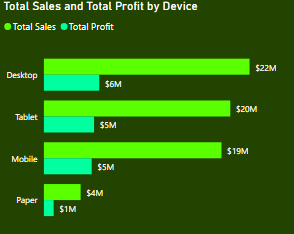 Total Sales and Total Profit by Device
Total Sales Total Profit
Desktop $22M
$6M
Tablet $20M
$5M
Mobile $19M
$5M
Paper $4M
$1M